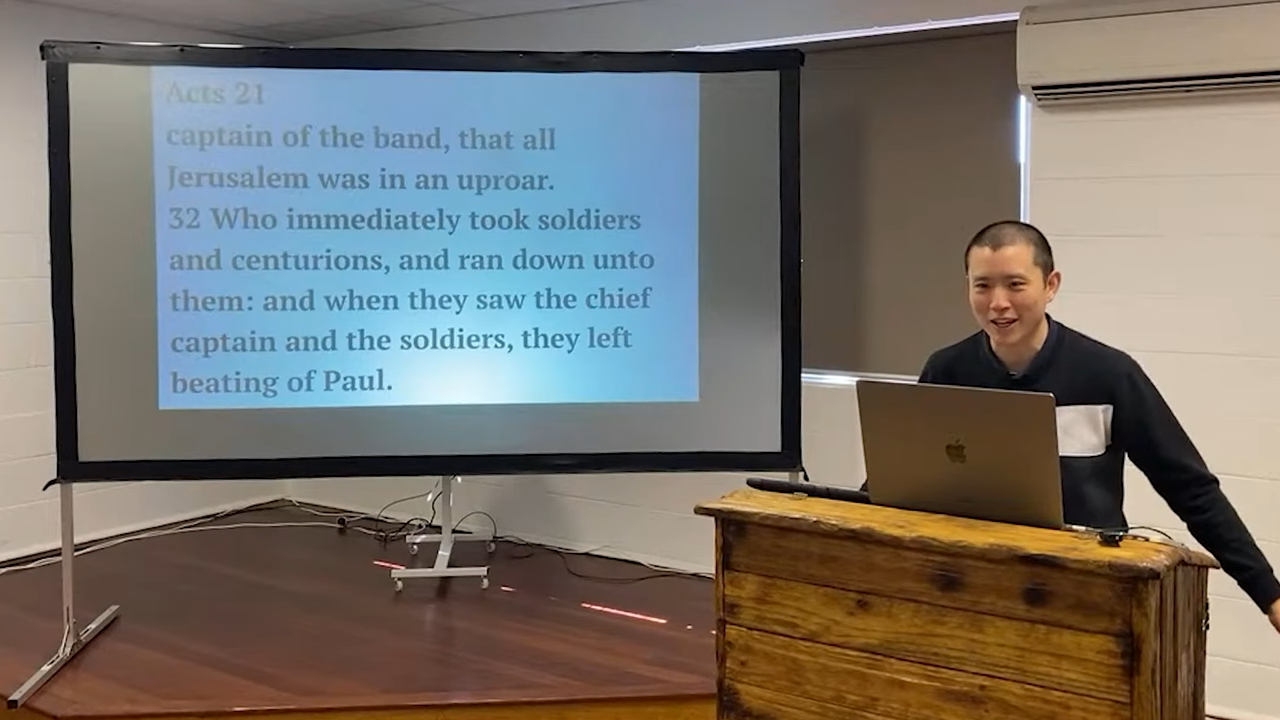 Acts 21
captain of the band, that all
Jerusalem was in an uproar.
32 Who immediately took soldiers
and centurions, and ran down unto
them: and when they saw the chief
captain and the soldiers, they left
beating of Paul.